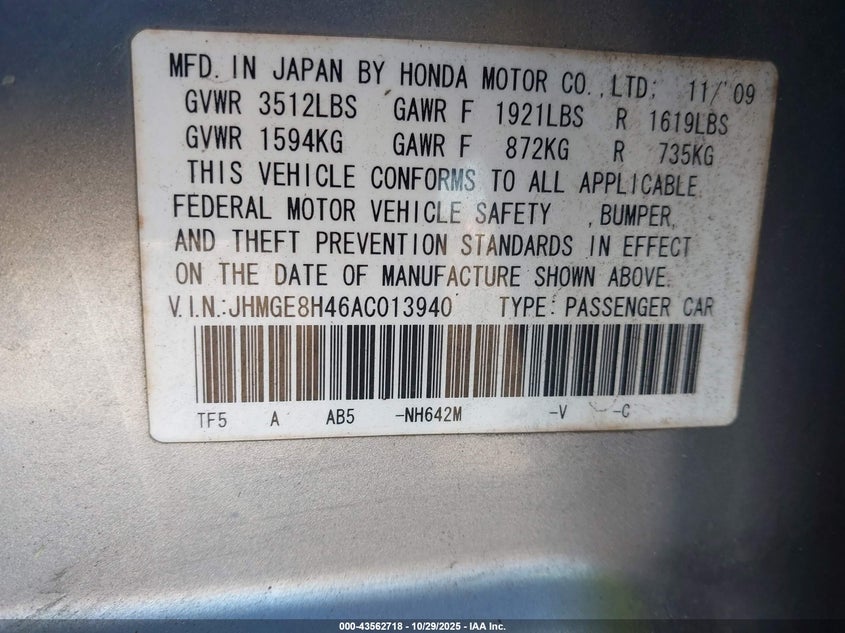 MFD. IN JAPAN BY HONDA MOTOR CO., LTD. 11/'09
GVWR 3512LBS GAWR F 1921LBS R 1619LBS
GVWR 1594KG GAWR F 872KG R 735KG
THIS VEHICLE CONFORMS TO ALL APPLICABLE
FEDERAL MOTOR VEHICLE SAFETY , BUMPER,
AND THEFT PREVENTION STANDARDS IN EFFECT
ON THE DATE OF MANUFACTURE SHOWN ABOVE.
V.I.N.:JHMGE8H46AC013940 TYPE: PASSENGER CAR
TF5 A AB5 -NH642M -V -C
000-43562718 - 10/29/2025 - IAA Inc.